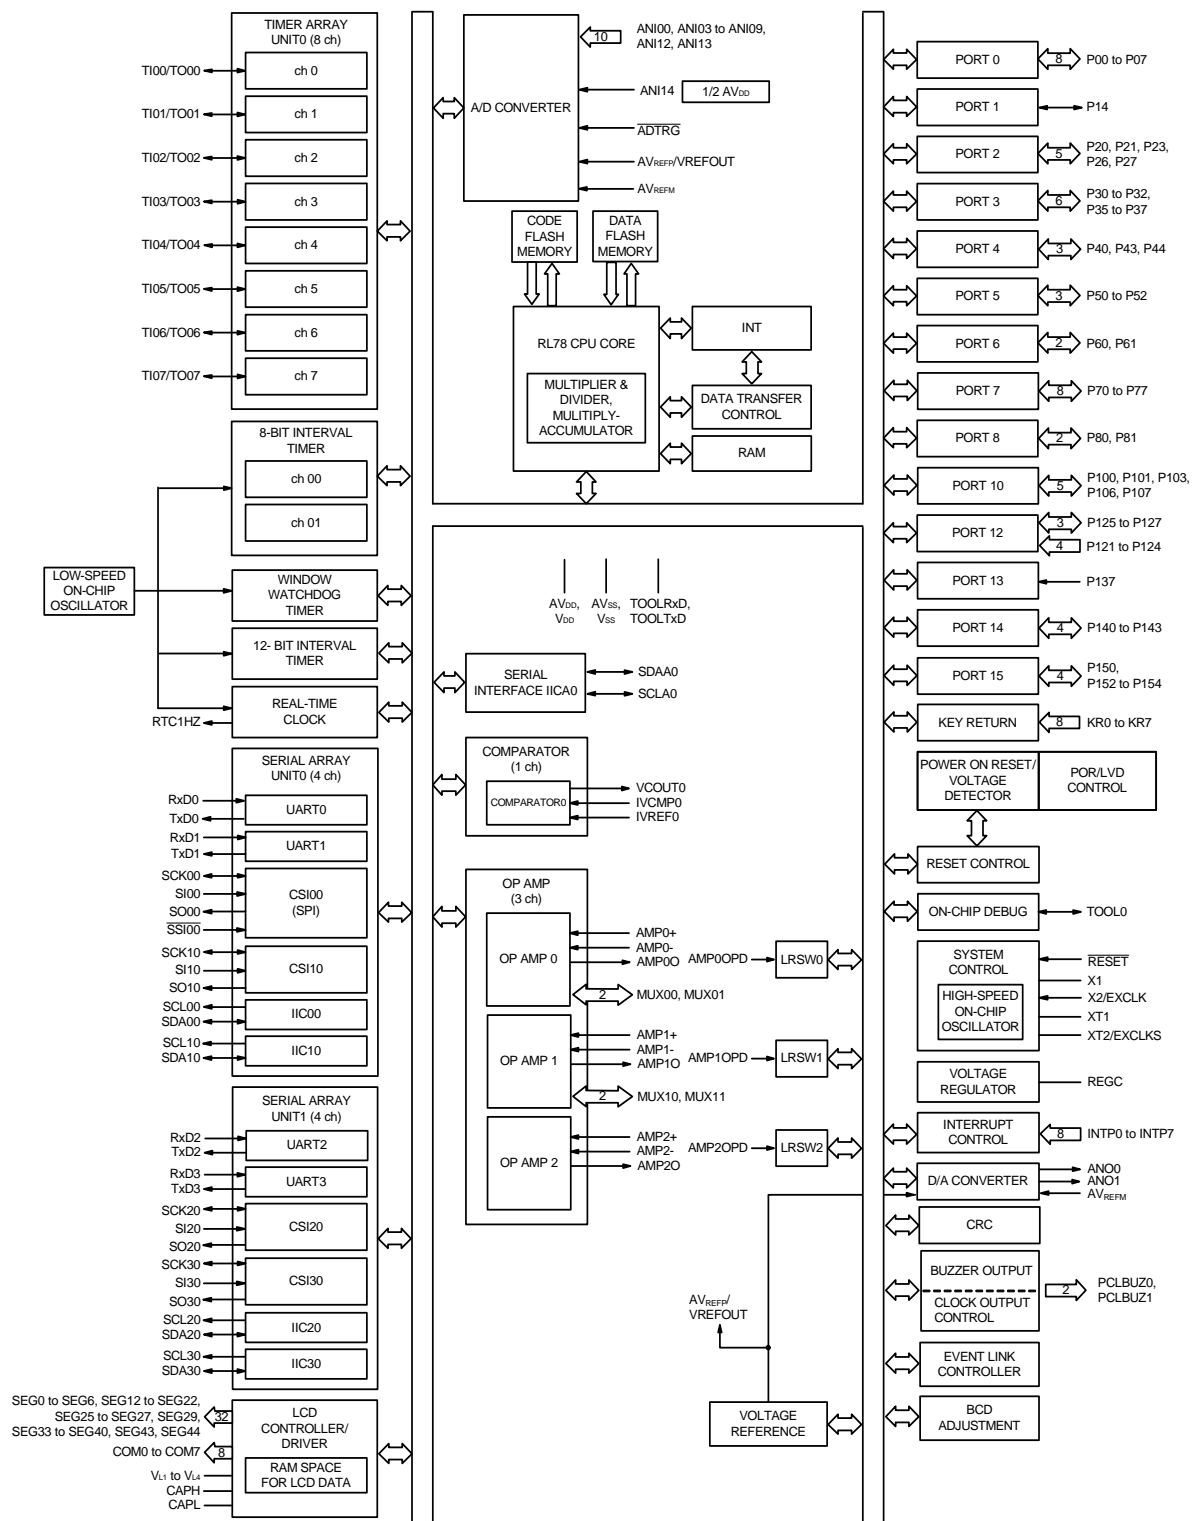 TIMER ARRAY
UNIT0 (8 ch)
TI00/TO00
ch 0
TI01/TO01
ch 1
TI02/TO02
ch 2
TI03/TO03
ch 3
TI04/TO04
ch 4
TI05/TO05
ch 5
TI06/TO06
ch 6
TI07/TO07
ch 7
8-BIT INTERVAL
TIMER
ch 00
ch 01
LOW-SPEED
ON-CHIP
OSCILLATOR
WINDOW
WATCHDOG
TIMER
12- BIT INTERVAL
TIMER
REAL-TIME
CLOCK
RTC1HZ
SERIAL ARRAY
UNIT0 (4 ch)
RxD0
TxD0
UART0
RxD1
TxD1
UART1
SCK00
SI00
SO00
SSI00
CSI00
(SPI)
SCK10
SI10
SO10
CSI10
SCL00
SDA00
IIC00
SCL10
SDA10
IIC10
SERIAL ARRAY
UNIT1 (4 ch)
RxD2
TxD2
UART2
RxD3
TxD3
UART3
SCK20
SI20
SO20
CSI20
SCK30
SI30
SO30
CSI30
SCL20
SDA20
IIC20
SCL30
SDA30
IIC30
SEG0 to SEG6, SEG12 to SEG22,
SEG25 to SEG27, SEG29,
SEG33 to SEG40, SEG43, SEG44
32
COM0 to COM7
8
VL1 to VL4
CAPH
CAPL
LCD
CONTROLLER/
DRIVER
RAM SPACE
FOR LCD DATA
A/D CONVERTER
10
ANI00, ANI03 to ANI09,
ANI12, ANI13
ANI14
1/2 AVDD
ADTRG
AVREFP/VREFOUT
AVREFM
CODE
FLASH
MEMORY
DATA
FLASH
MEMORY
RL78 CPU CORE
MULTIPLIER &
DIVIDER,
MULITIPLY-
ACCUMULATOR
INT
DATA TRANSFER
CONTROL
RAM
AVDD,
VDD
AVSS,
VSS
TOOLRxD,
TOOLTxD
SERIAL
INTERFACE IICA0
SDAA0
SCLA0
COMPARATOR
(1 ch)
COMPARATOR0
VCOUT0
IVCMP0
IVREF0
OP AMP
(3 ch)
OP AMP 0
AMP0+
AMP0-
AMP0O
2
MUX00, MUX01
AMP0OPD
LRSW0
OP AMP 1
AMP1+
AMP1-
AMP1O
2
MUX10, MUX11
AMP1OPD
LRSW1
OP AMP 2
AMP2+
AMP2-
AMP2O
AMP2OPD
LRSW2
AVREFP/
VREFOUT
VOLTAGE
REFERENCE
PORT 0
8
P00 to P07
PORT 1
P14
PORT 2
5
P20, P21, P23,
P26, P27
PORT 3
6
P30 to P32,
P35 to P37
PORT 4
3
P40, P43, P44
PORT 5
3
P50 to P52
PORT 6
2
P60, P61
PORT 7
8
P70 to P77
PORT 8
2
P80, P81
PORT 10
5
P100, P101, P103,
P106, P107
PORT 12
3
P125 to P127
4
P121 to P124
PORT 13
P137
PORT 14
4
P140 to P143
PORT 15
4
P150,
P152 to P154
KEY RETURN
8
KR0 to KR7
POWER ON RESET/
VOLTAGE
DETECTOR
POR/LVD
CONTROL
RESET CONTROL
ON-CHIP DEBUG
TOOL0
SYSTEM
CONTROL
HIGH-SPEED
ON-CHIP
OSCILLATOR
RESET
X1
X2/EXCLK
XT1
XT2/EXCLKS
VOLTAGE
REGULATOR
REGC
INTERRUPT
CONTROL
8
INTP0 to INTP7
D/A CONVERTER
ANO0
ANO1
AVREFM
CRC
BUZZER OUTPUT
CLOCK OUTPUT
CONTROL
2
PCLBUZ0,
PCLBUZ1
EVENT LINK
CONTROLLER
BCD
ADJUSTMENT